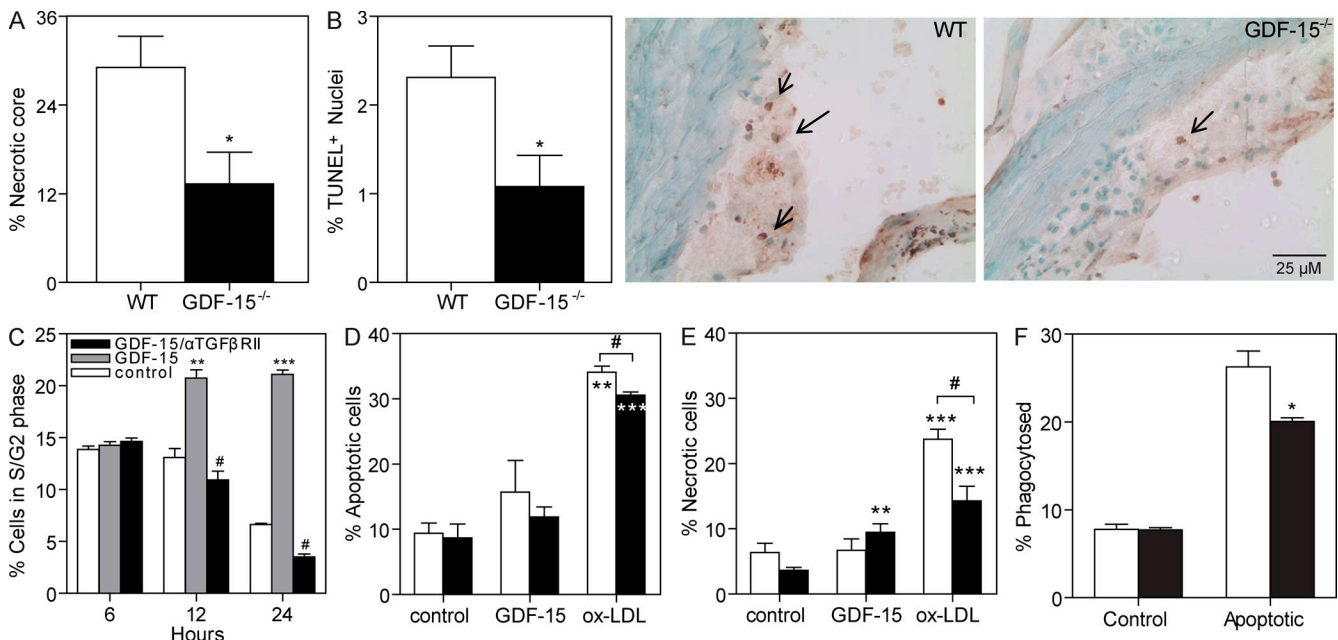 A
% Necrotic core
36
24
12
0
*
WT
GDF-15-/-
B
% TUNEL+ Nuclei
3
2
1
0
*
WT
GDF-15-/-
WT
GDF-15-/-
25 µM
C
% Cells in S/G2 phase
25
20
15
10
5
0
GDF-15/αTGFβRII
GDF-15
control
**
***
#
#
6
12
24
Hours
D
% Apoptotic cells
40
30
20
10
0
#
**
***
control
GDF-15
ox-LDL
E
% Necrotic cells
40
30
20
10
0
**
***
#
***
control
GDF-15
ox-LDL
F
% Phagocytosed
30
20
10
0
*
Control
Apoptotic